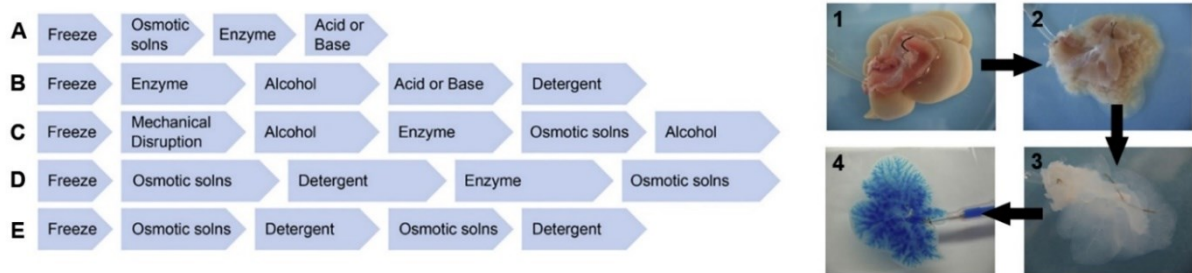 A Freeze Osmotic solns Enzyme Acid or Base
B Freeze Enzyme Alcohol Acid or Base Detergent
C Freeze Mechanical Disruption Alcohol Enzyme Osmotic solns Alcohol
D Freeze Osmotic solns Detergent Enzyme Osmotic solns
E Freeze Osmotic solns Detergent Osmotic solns Detergent
1
2
4
3